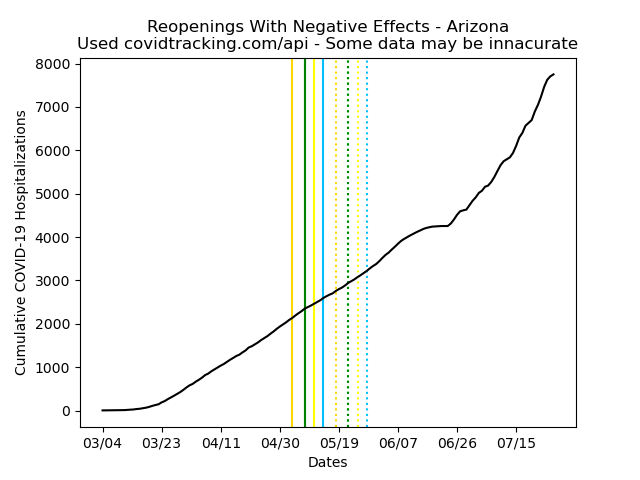 Reopenings With Negative Effects - Arizona
Used covidtracking.com/api - Some data may be innacurate
Cumulative COVID-19 Hospitalizations
8000
7000
6000
5000
4000
3000
2000
1000
0
03/04 03/23 04/11 04/30 05/19 06/07 06/26 07/15
Dates